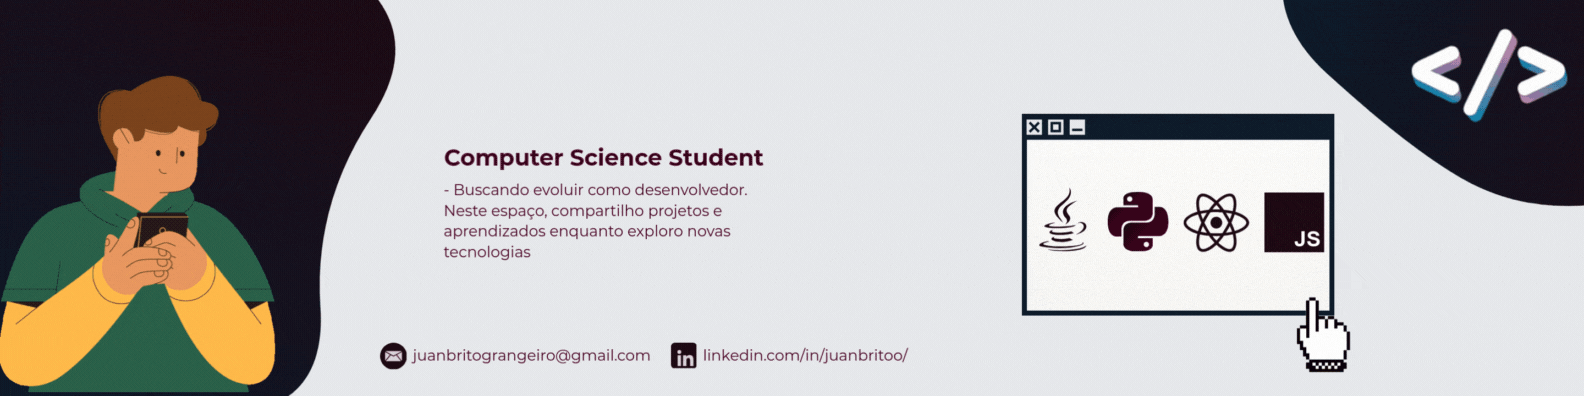 </>
Computer Science Student
- Buscando evoluir como desenvolvedor.
Neste espaço, compartilho projetos e
aprendizados enquanto exploro novas
tecnologias
JS
juanbritograngeiro@gmail.com
in linkedin.com/in/juanbritoo/